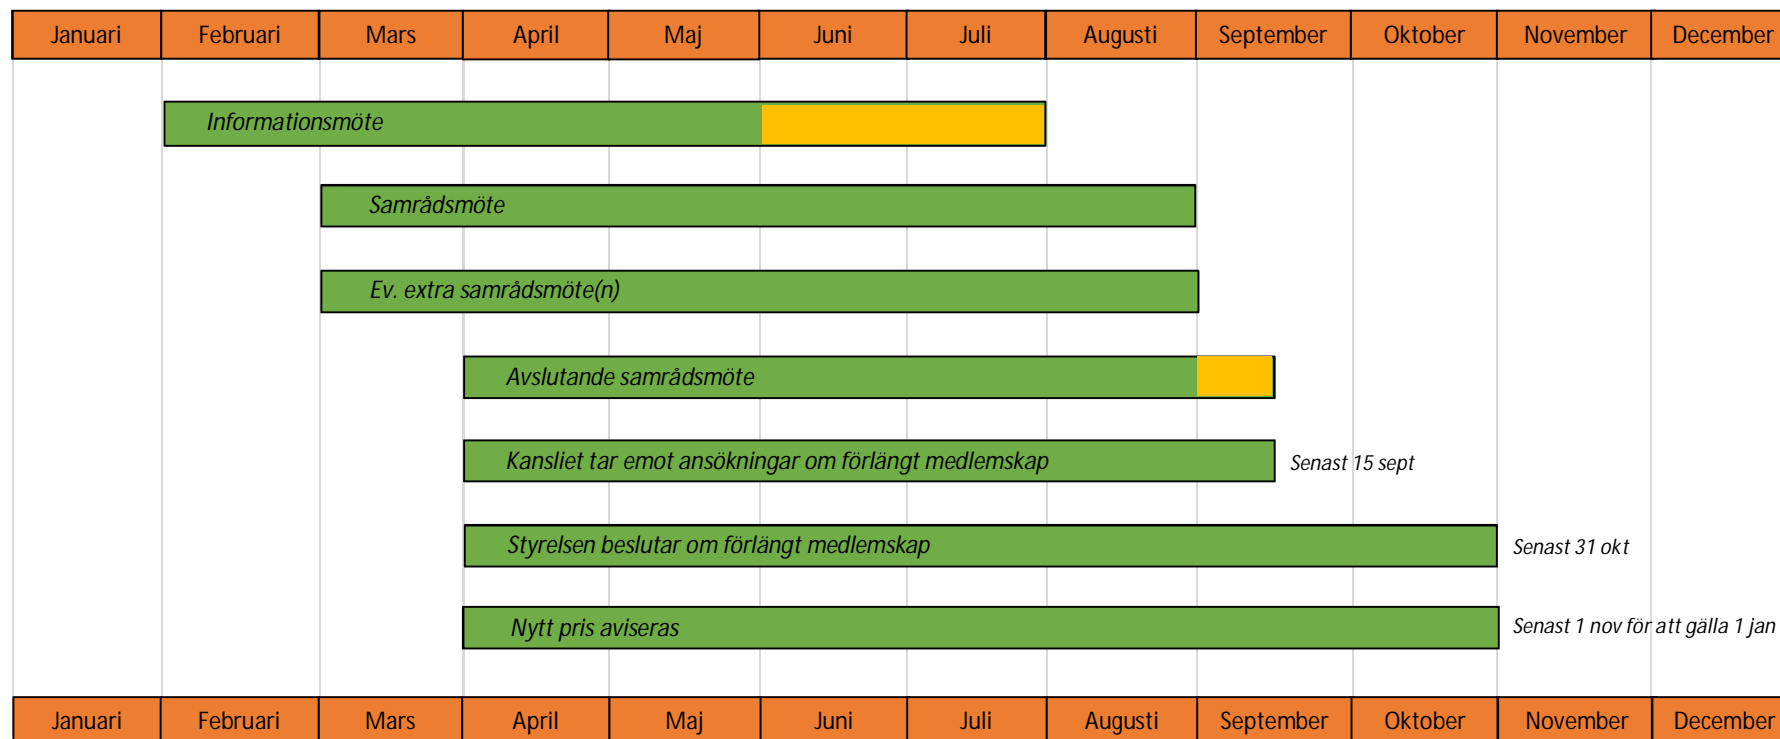 Januari Februari Mars April Maj Juni Juli Augusti September Oktober November December
Informationsmöte
Samrådsmöte
Ev. extra samrådsmöte(n)
Avslutande samrådsmöte
Kansliet tar emot ansökningar om förlängt medlemskap Senast 15 sept
Styrelsen beslutar om förlängt medlemskap Senast 31 okt
Nytt pris aviseras Senast 1 nov för att gälla 1 jan
Januari Februari Mars April Maj Juni Juli Augusti September Oktober November December